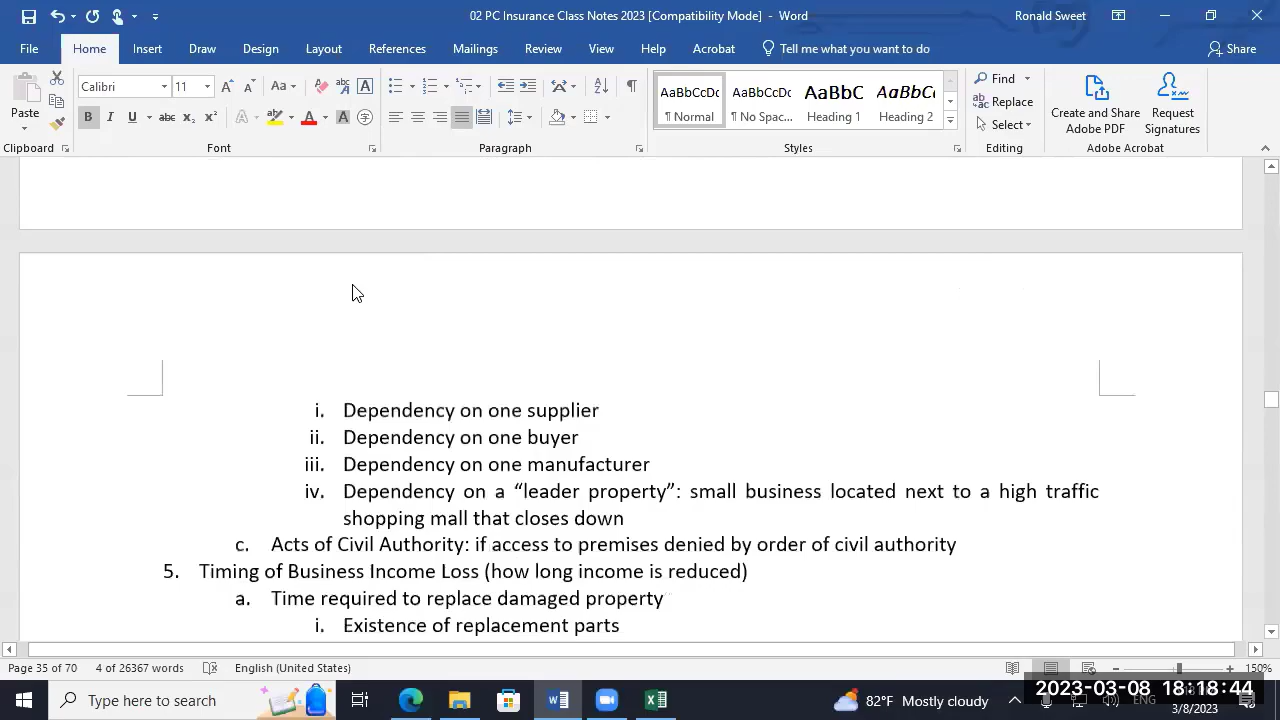 02 PC Insurance Class Notes 2023 [Compatibility Mode] - Word
Ronald Sweet
File Home Insert Draw Design Layout References Mailings Review View Help Acrobat Tell me what you want to do Share
Paste
Clipboard
Calibri 11
Font
Paragraph
AaBbCcDc AaBbCcDc AaBbC AaBbC
¶ Normal ¶ No Spac... Heading 1 Heading 2
Styles
Find
Replace
Select
Editing
Create and Share
Adobe PDF
Request
Signatures
Adobe Acrobat
i. Dependency on one supplier
ii. Dependency on one buyer
iii. Dependency on one manufacturer
iv. Dependency on a “leader property”: small business located next to a high traffic
shopping mall that closes down
c. Acts of Civil Authority: if access to premises denied by order of civil authority
5. Timing of Business Income Loss (how long income is reduced)
a. Time required to replace damaged property
i. Existence of replacement parts
Page 35 of 70 4 of 26367 words English (United States) 150%
Type here to search
82°F Mostly cloudy
ENG
2023-03-08 18:18:44
3/8/2023